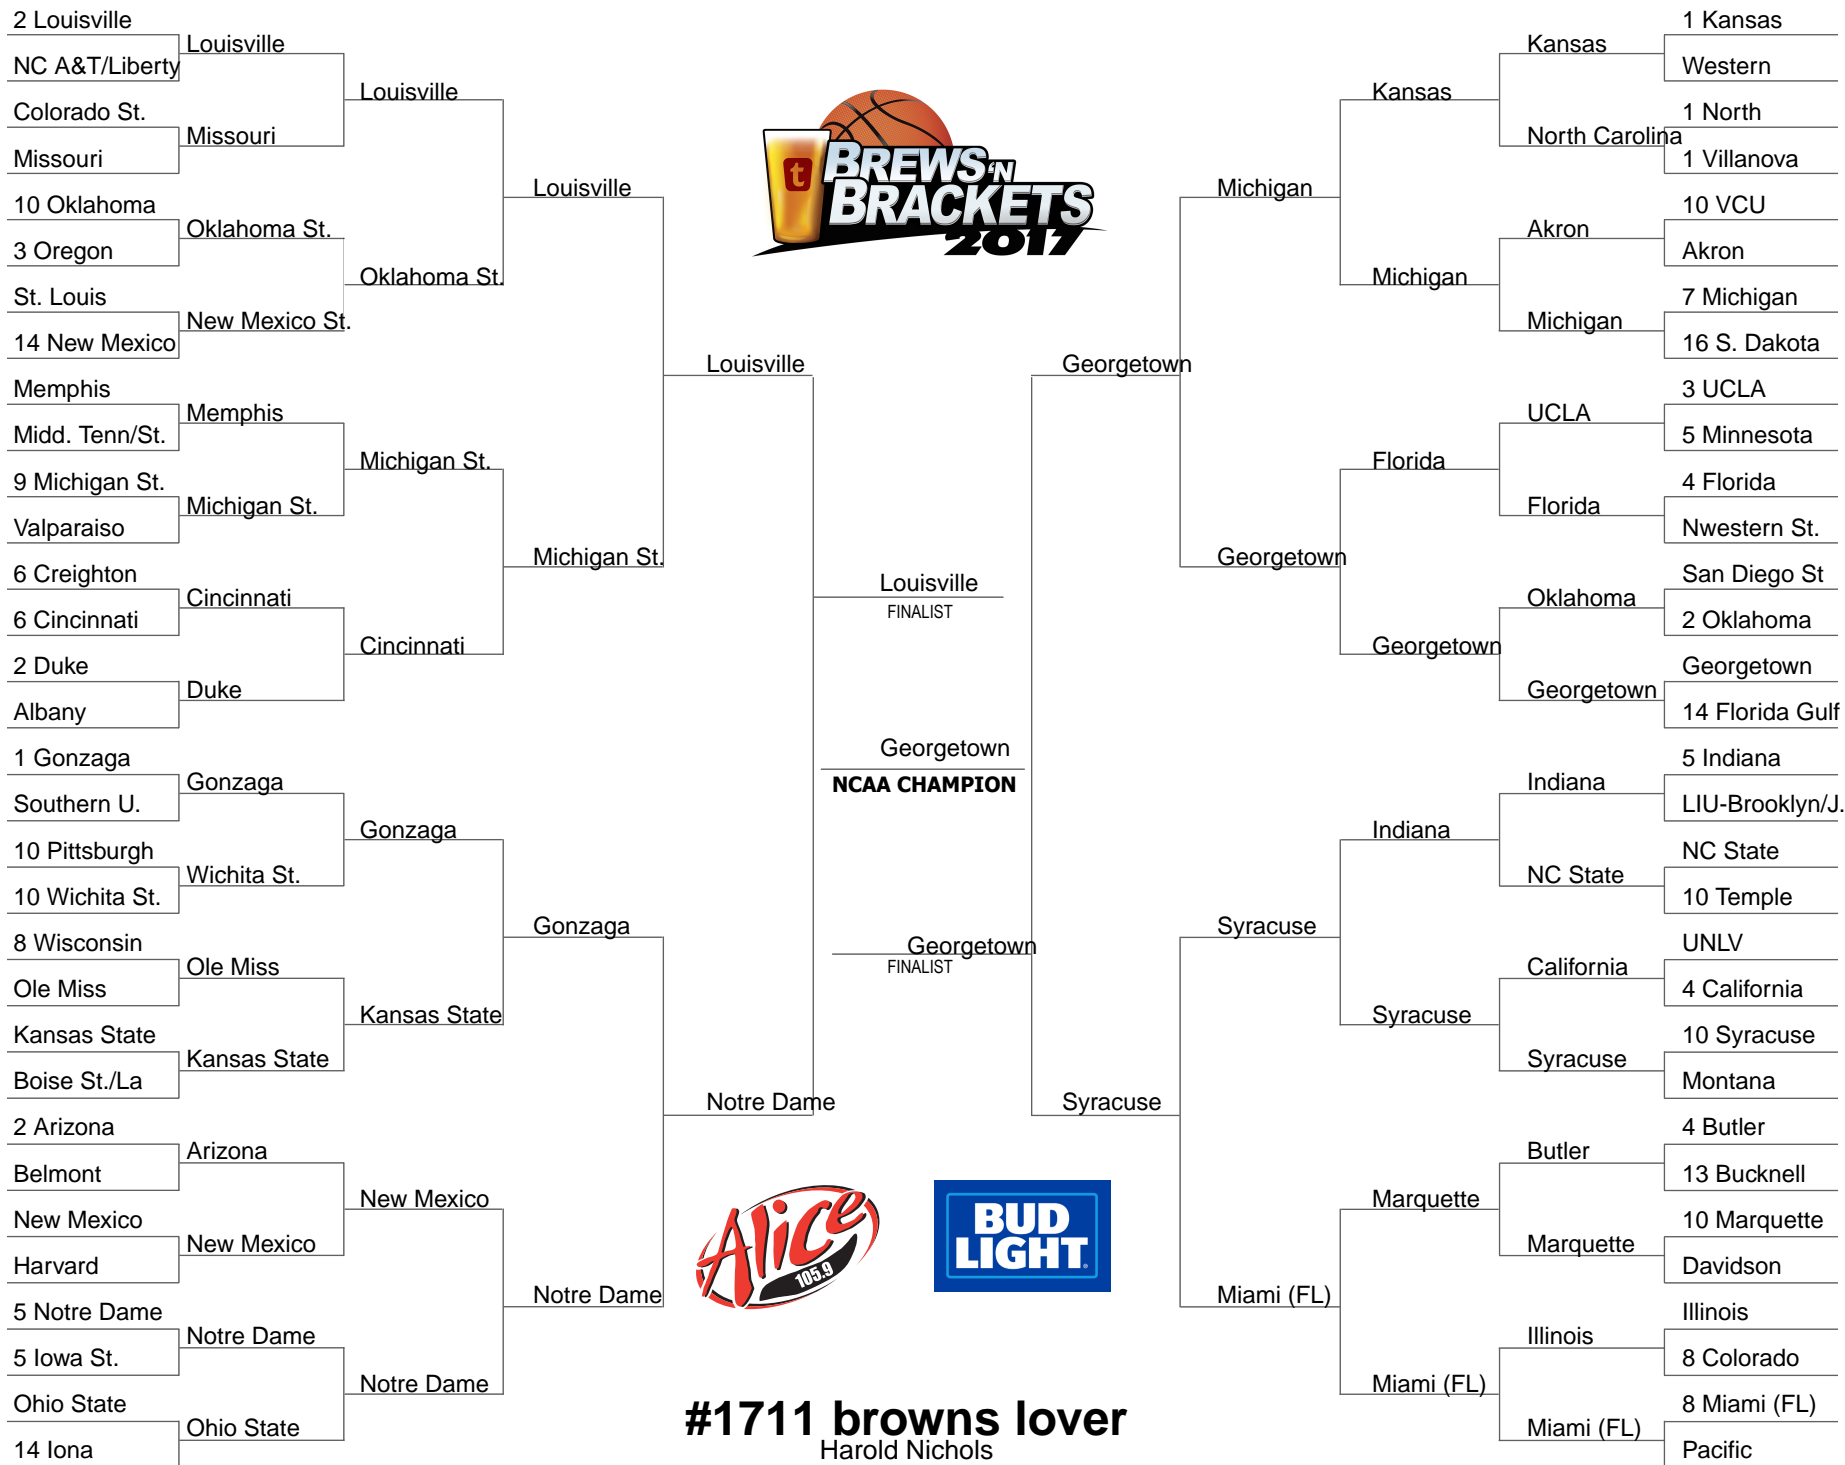 2 Louisville
NC A&T/Liberty
Colorado St.
Missouri
10 Oklahoma
3 Oregon
St. Louis
14 New Mexico
Memphis
Midd. Tenn/St.
9 Michigan St.
Valparaiso
6 Creighton
6 Cincinnati
2 Duke
Albany
1 Gonzaga
Southern U.
10 Pittsburgh
10 Wichita St.
8 Wisconsin
Ole Miss
Kansas State
Boise St./La
2 Arizona
Belmont
New Mexico
Harvard
5 Notre Dame
5 Iowa St.
Ohio State
14 Iona
Louisville
Missouri
Oklahoma St.
New Mexico St.
Memphis
Michigan St.
Cincinnati
Duke
Gonzaga
Wichita St.
Ole Miss
Kansas State
Arizona
New Mexico
Notre Dame
Ohio State
Louisville
Oklahoma St.
Michigan St.
Cincinnati
Gonzaga
Kansas State
New Mexico
Notre Dame
Louisville
Michigan St.
Gonzaga
Notre Dame
Louisville
Notre Dame
t
BREWS 'N
BRACKETS
2017
Louisville
FINALIST
Georgetown
NCAA CHAMPION
Georgetown
FINALIST
Alice
105.9
BUD
LIGHT
#1711 browns lover
Harold Nichols
Georgetown
Syracuse
Michigan
Georgetown
Syracuse
Miami (FL)
Kansas
Michigan
Florida
Georgetown
Indiana
Syracuse
Marquette
Miami (FL)
Kansas
North Carolina
Akron
Michigan
UCLA
Florida
Oklahoma
Georgetown
Indiana
NC State
California
Syracuse
Butler
Marquette
Illinois
Miami (FL)
1 Kansas
Western
1 North
1 Villanova
10 VCU
Akron
7 Michigan
16 S. Dakota
3 UCLA
5 Minnesota
4 Florida
Nwestern St.
San Diego St
2 Oklahoma
Georgetown
14 Florida Gulf
5 Indiana
LIU-Brooklyn/J.
NC State
10 Temple
UNLV
4 California
10 Syracuse
Montana
4 Butler
13 Bucknell
10 Marquette
Davidson
Illinois
8 Colorado
8 Miami (FL)
Pacific